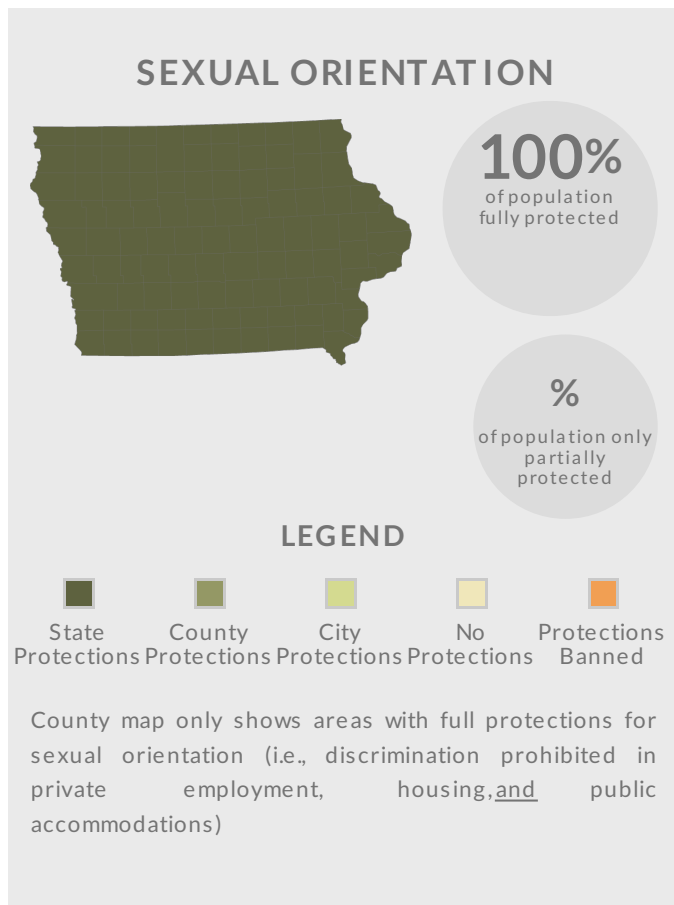 SEXUAL ORIENTATION
100%
of population
fully protected
%
of population only
partially
protected
LEGEND
State
Protections
County
Protections
City
Protections
No
Protections
Protections
Banned
County map only shows areas with full protections for
sexual orientation (i.e., discrimination prohibited in
private employment, housing, and public
accommodations)